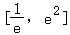 [1/e, e²]